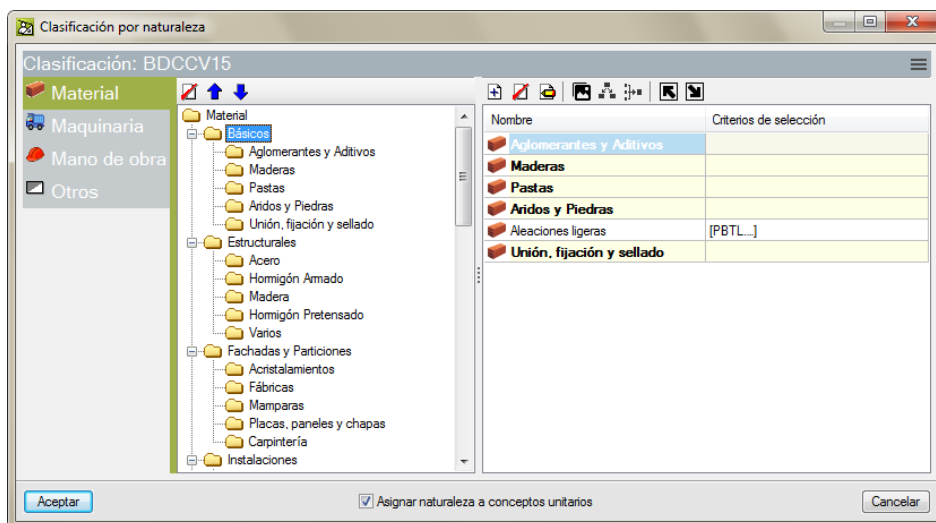 Clasificación por naturaleza
Clasificación: BDCCV15
Material
Maquinaria
Mano de obra
Otros
Material
Básicos
Aglomerantes y Aditivos
Maderas
Pastas
Aridos y Piedras
Unión, fijación y sellado
Estructurales
Acero
Hormigón Armado
Madera
Hormigón Pretensado
Varios
Fachadas y Particiones
Acristalamientos
Fábricas
Mamparas
Placas, paneles y chapas
Carpintería
Instalaciones
Nombre Criterios de selección
Aglomerantes y Aditivos
Maderas
Pastas
Aridos y Piedras
Aleaciones ligeras [PBTL...]
Unión, fijación y sellado
Aceptar Asignar naturaleza a conceptos unitarios Cancelar